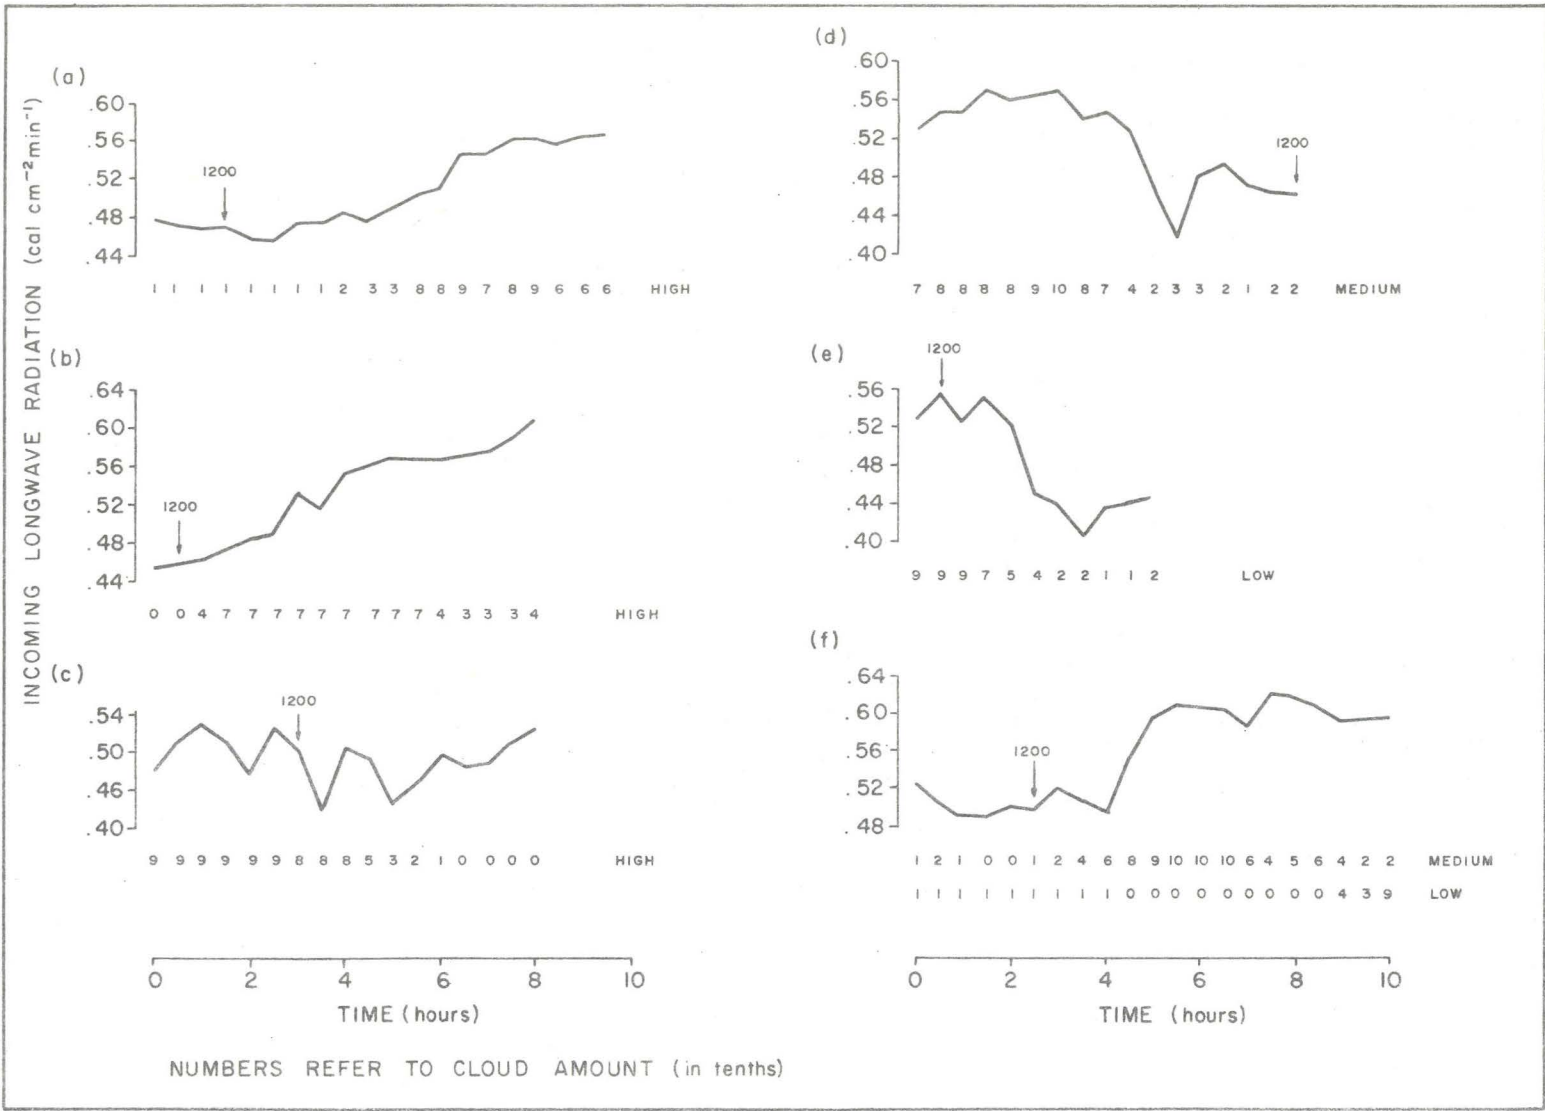 INCOMING LONGWAVE RADIATION (cal cm⁻² min⁻¹)
(a)
.60
.56
.52
.48
.44
1200
1 1 1 1 1 1 1 1 2 3 3 8 8 9 7 8 9 6 6 6 HIGH
(b)
.64
.60
.56
.52
.48
.44
1200
0 0 4 7 7 7 7 7 7 7 7 7 4 3 3 3 4 HIGH
(c)
.54
.50
.46
.40
1200
9 9 9 9 9 9 8 8 8 5 3 2 1 0 0 0 0 HIGH
0 2 4 6 8 10
TIME (hours)
(d)
.60
.56
.52
.48
.44
.40
1200
7 8 8 8 8 9 10 8 7 4 2 3 3 2 1 2 2 MEDIUM
(e)
.56
.52
.48
.44
.40
1200
9 9 9 7 5 4 2 2 1 1 2 LOW
(f)
.64
.60
.56
.52
.48
1200
1 2 1 0 0 1 2 4 6 8 9 10 10 10 6 4 5 6 4 2 2 MEDIUM
1 1 1 1 1 1 1 1 1 0 0 0 0 0 0 0 0 0 4 3 9 LOW
0 2 4 6 8 10
TIME (hours)
NUMBERS REFER TO CLOUD AMOUNT (in tenths)